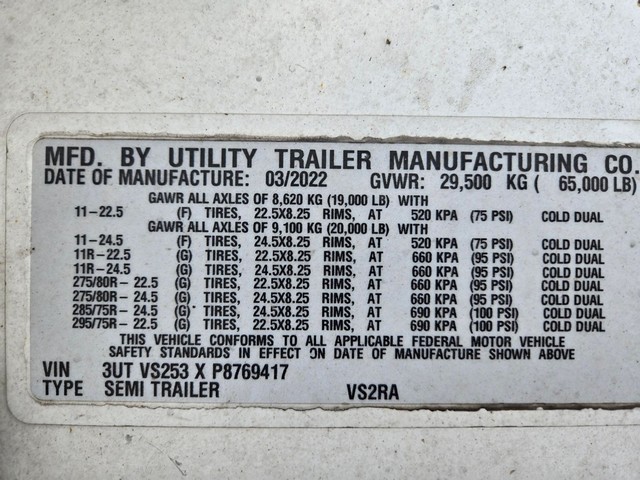 MFD. BY UTILITY TRAILER MANUFACTURING CO.
DATE OF MANUFACTURE: 03/2022 GVWR: 29,500 KG ( 65,000 LB)
GAWR ALL AXLES OF 8,620 KG (19,000 LB) WITH
11-22.5 (F) TIRES, 22.5X8.25 RIMS, AT 520 KPA (75 PSI) COLD DUAL
GAWR ALL AXLES OF 9,100 KG (20,000 LB) WITH
11-24.5 (F) TIRES, 24.5X8.25 RIMS, AT 520 KPA (75 PSI) COLD DUAL
11R-22.5 (G) TIRES, 22.5X8.25 RIMS, AT 660 KPA (95 PSI) COLD DUAL
11R-24.5 (G) TIRES, 24.5X8.25 RIMS, AT 660 KPA (95 PSI) COLD DUAL
275/80R-22.5 (G) TIRES, 22.5X8.25 RIMS, AT 660 KPA (95 PSI) COLD DUAL
275/80R-24.5 (G) TIRES, 24.5X8.25 RIMS, AT 660 KPA (95 PSI) COLD DUAL
285/75R-24.5 (G) TIRES, 24.5X8.25 RIMS, AT 690 KPA (100 PSI) COLD DUAL
295/75R-22.5 (G) TIRES, 22.5X8.25 RIMS, AT 690 KPA (100 PSI) COLD DUAL
THIS VEHICLE CONFORMS TO ALL APPLICABLE FEDERAL MOTOR VEHICLE
SAFETY STANDARDS IN EFFECT ON DATE OF MANUFACTURE SHOWN ABOVE
VIN 3UT VS253 X P8769417
TYPE SEMI TRAILER VS2RA